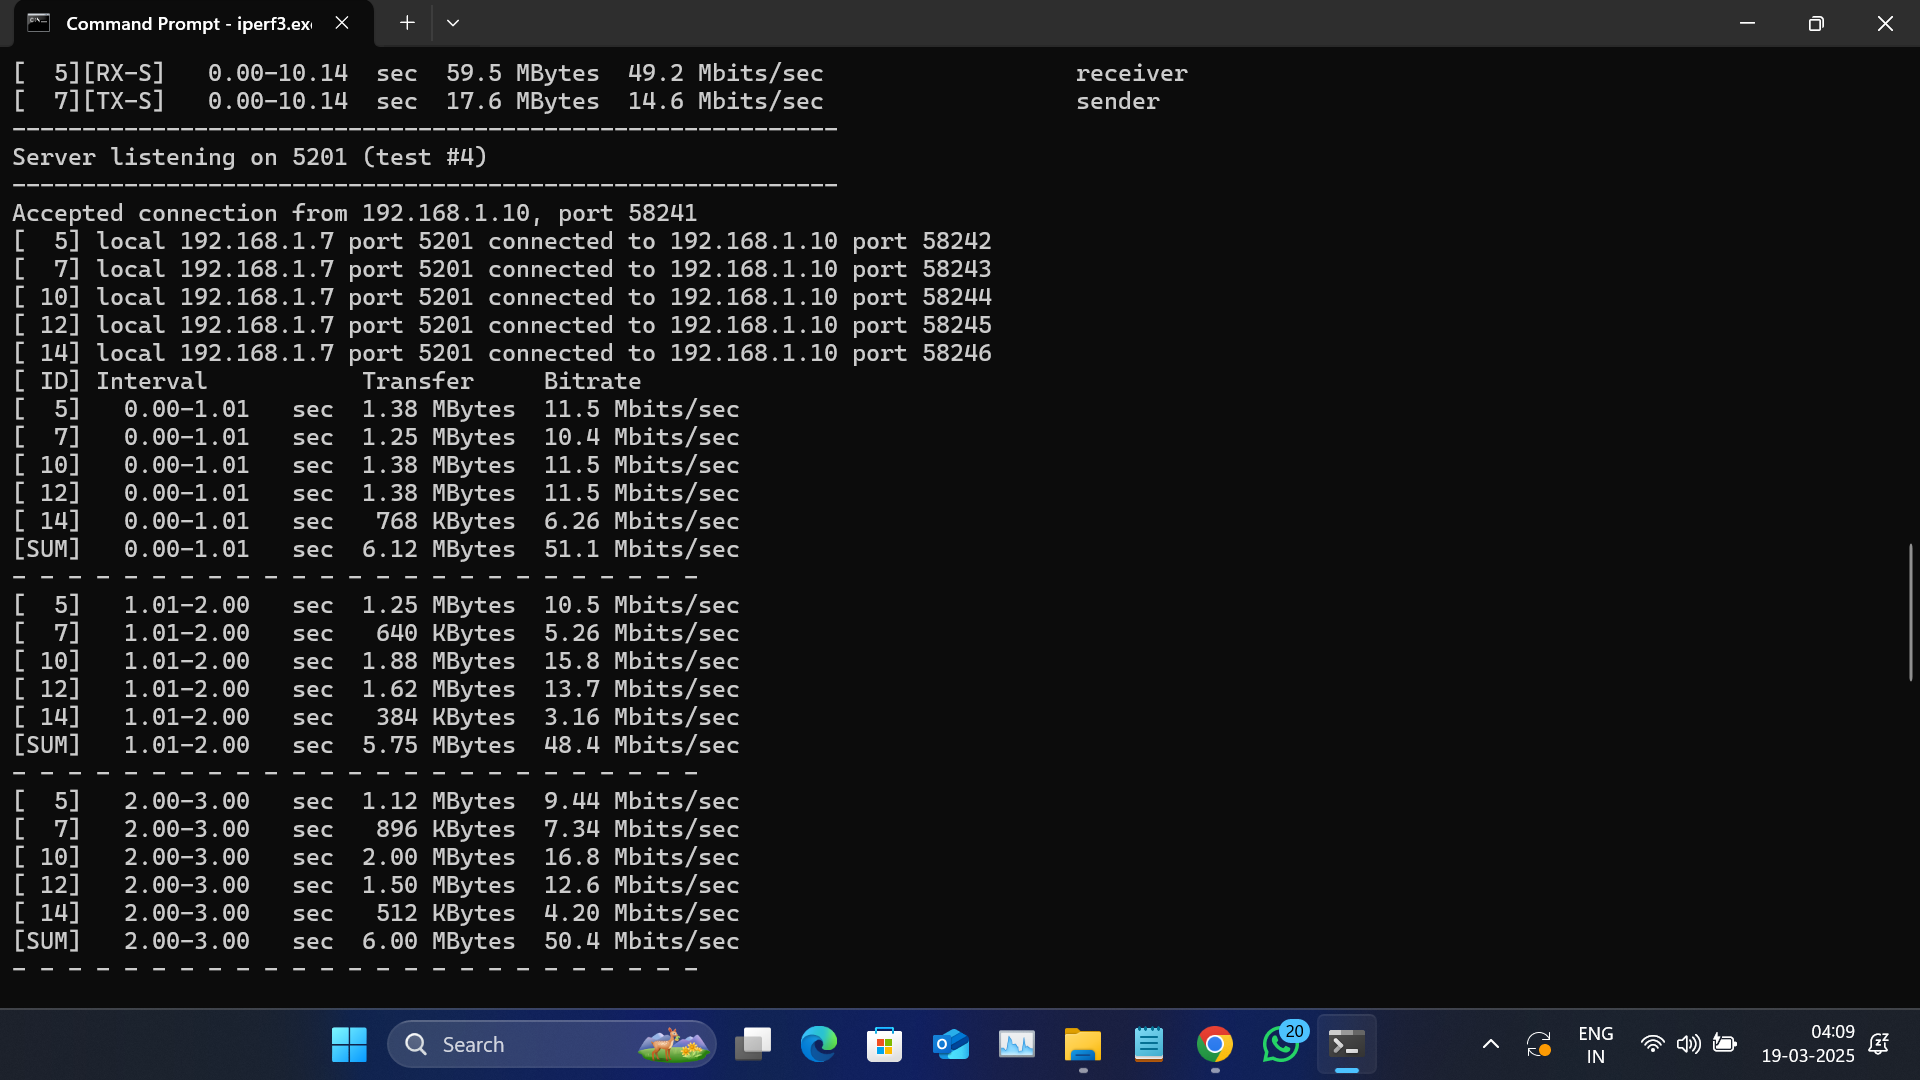 Command Prompt - iperf3.ex
[  5][RX-S]   0.00-10.14  sec  59.5 MBytes  49.2 Mbits/sec                  receiver
[  7][TX-S]   0.00-10.14  sec  17.6 MBytes  14.6 Mbits/sec                  sender
-----------------------------------------------------------
Server listening on 5201 (test #4)
-----------------------------------------------------------
Accepted connection from 192.168.1.10, port 58241
[  5] local 192.168.1.7 port 5201 connected to 192.168.1.10 port 58242
[  7] local 192.168.1.7 port 5201 connected to 192.168.1.10 port 58243
[ 10] local 192.168.1.7 port 5201 connected to 192.168.1.10 port 58244
[ 12] local 192.168.1.7 port 5201 connected to 192.168.1.10 port 58245
[ 14] local 192.168.1.7 port 5201 connected to 192.168.1.10 port 58246
[ ID] Interval           Transfer     Bitrate
[  5]   0.00-1.01   sec  1.38 MBytes  11.5 Mbits/sec
[  7]   0.00-1.01   sec  1.25 MBytes  10.4 Mbits/sec
[ 10]   0.00-1.01   sec  1.38 MBytes  11.5 Mbits/sec
[ 12]   0.00-1.01   sec  1.38 MBytes  11.5 Mbits/sec
[ 14]   0.00-1.01   sec   768 KBytes  6.26 Mbits/sec
[SUM]   0.00-1.01   sec  6.12 MBytes  51.1 Mbits/sec
- - - - - - - - - - - - - - - - - - - - - - - - -
[  5]   1.01-2.00   sec  1.25 MBytes  10.5 Mbits/sec
[  7]   1.01-2.00   sec   640 KBytes  5.26 Mbits/sec
[ 10]   1.01-2.00   sec  1.88 MBytes  15.8 Mbits/sec
[ 12]   1.01-2.00   sec  1.62 MBytes  13.7 Mbits/sec
[ 14]   1.01-2.00   sec   384 KBytes  3.16 Mbits/sec
[SUM]   1.01-2.00   sec  5.75 MBytes  48.4 Mbits/sec
- - - - - - - - - - - - - - - - - - - - - - - - -
[  5]   2.00-3.00   sec  1.12 MBytes  9.44 Mbits/sec
[  7]   2.00-3.00   sec   896 KBytes  7.34 Mbits/sec
[ 10]   2.00-3.00   sec  2.00 MBytes  16.8 Mbits/sec
[ 12]   2.00-3.00   sec  1.50 MBytes  12.6 Mbits/sec
[ 14]   2.00-3.00   sec   512 KBytes  4.20 Mbits/sec
[SUM]   2.00-3.00   sec  6.00 MBytes  50.4 Mbits/sec
- - - - - - - - - - - - - - - - - - - - - - - - -
Search
20
ENG
IN
04:09
19-03-2025